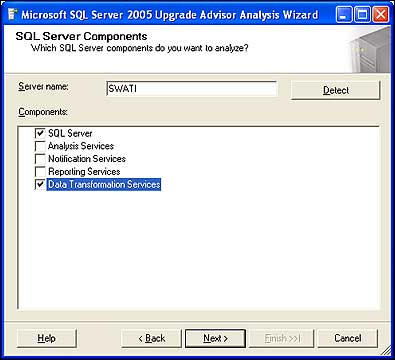 Microsoft SQL Server 2005 Upgrade Advisor Analysis Wizard
SQL Server Components
Which SQL Server components do you want to analyze?
Server name: SWATI Detect
Components:
SQL Server
Analysis Services
Notification Services
Reporting Services
Data Transformation Services
Help < Back Next > Finish >>| Cancel